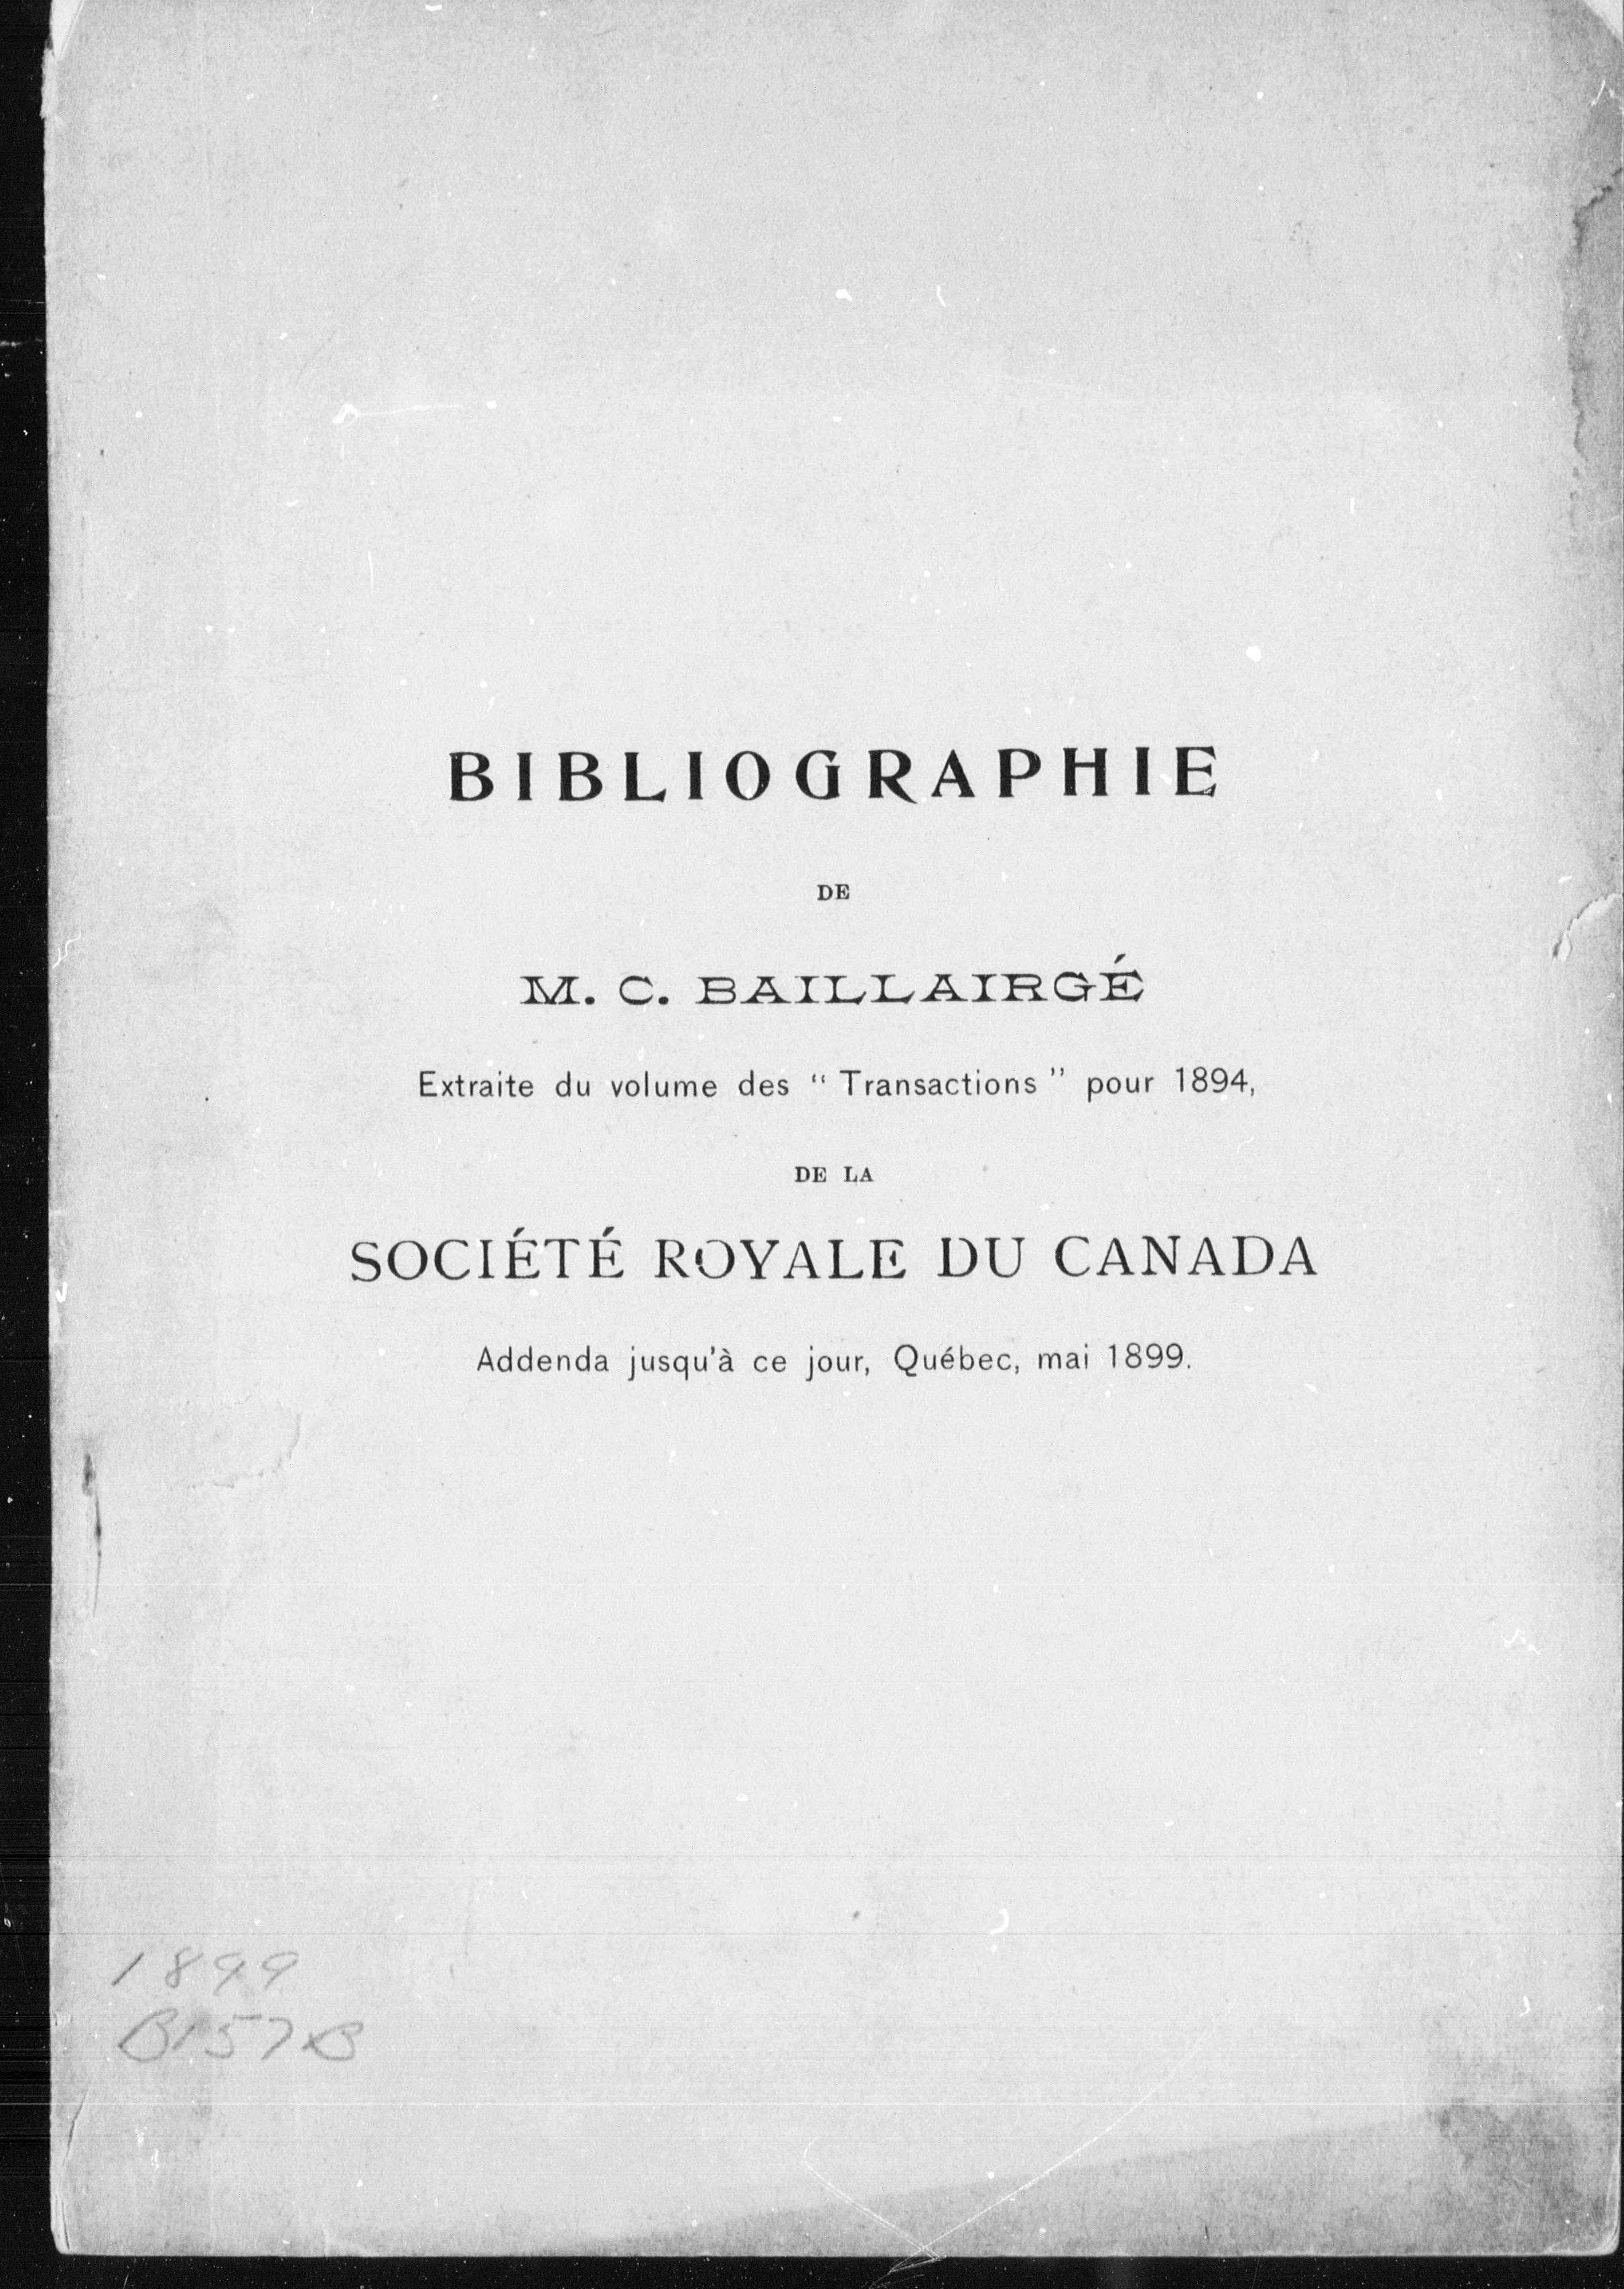 BIBLIOGRAPHIE
DE
M. C. BAILLAIRGÉ
Extraite du volume des “ Transactions ” pour 1894,
DE LA
SOCIÉTÉ ROYALE DU CANADA
Addenda jusqu'à ce jour, Québec, mai 1899.
1899
B157B